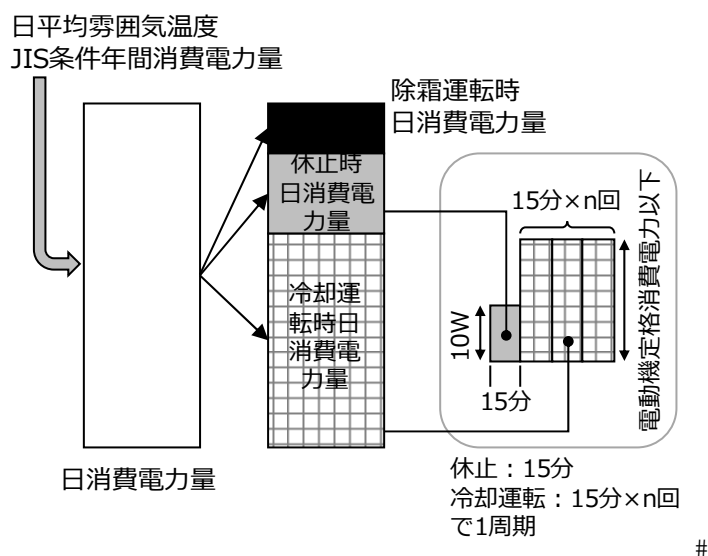 日平均雰囲気温度
JIS条件年間消費電力量
除霜運転時
日消費電力量
休止時
日消費電
力量
冷却運
転時日
消費電
力量
15分×n回
電動機定格消費電力以下
10W
15分
日消費電力量
休止：15分
冷却運転：15分×n回
で1周期
#